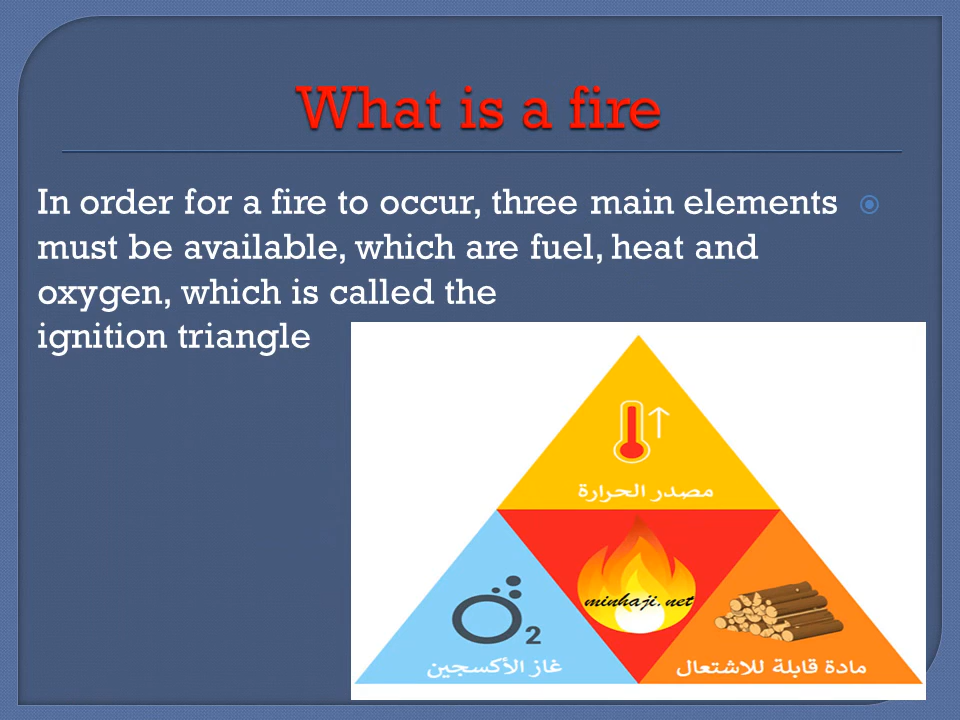 What is a fire
In order for a fire to occur, three main elements
must be available, which are fuel, heat and
oxygen, which is called the
ignition triangle
مصدر الحرارة
minhaji.net
O2
غاز الأكسجين
مادة قابلة للاشتعال